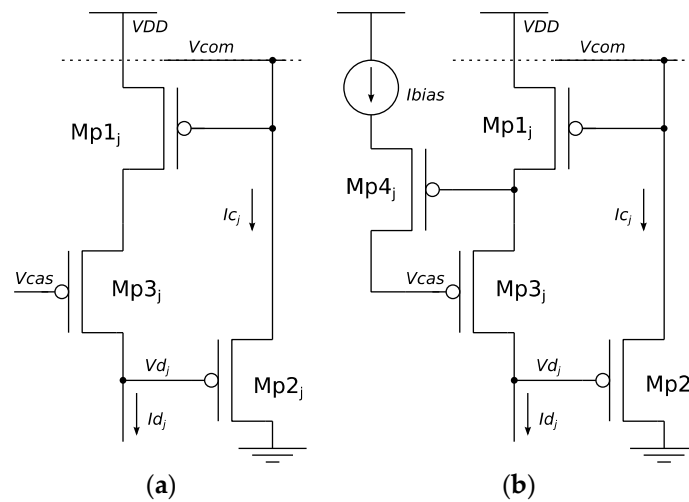 VDD
Vcom
Mp1j
Icj
Vcas
Mp3j
Vdj
Mp2j
Idj
(a)
VDD
Vcom
Ibias
Mp1j
Mp4j
Icj
Vcas
Mp3j
Vdj
Mp2
Idj
(b)